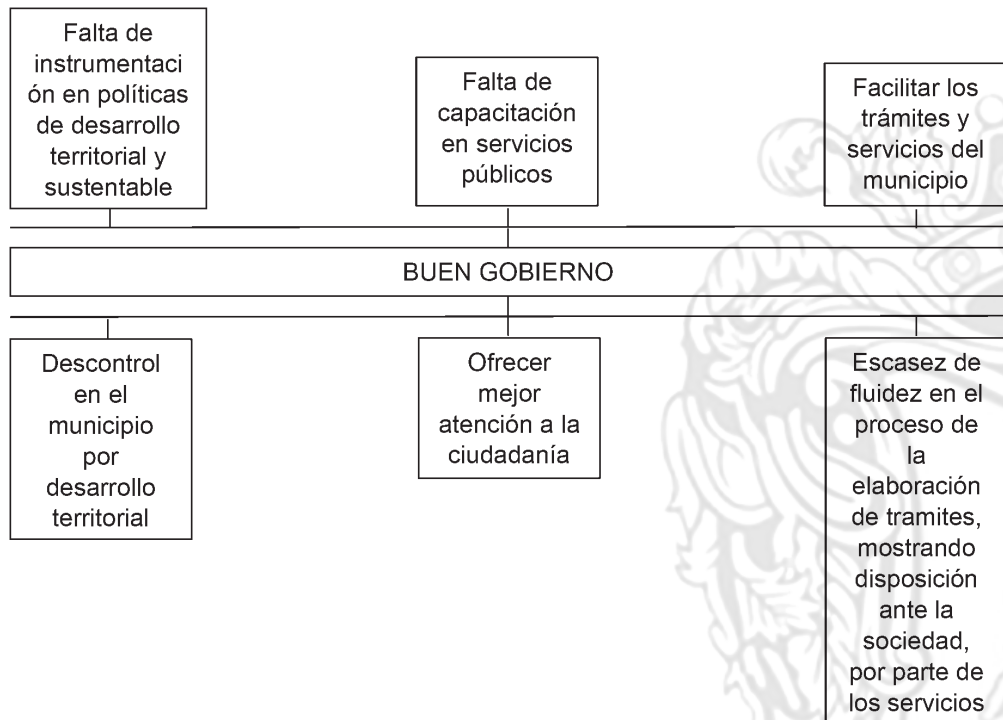 Falta de
instrumentaci
ón en políticas
de desarrollo
territorial y
sustentable
Falta de
capacitación
en servicios
públicos
Facilitar los
trámites y
servicios del
municipio
BUEN GOBIERNO
Descontrol
en el
municipio
por
desarrollo
territorial
Ofrecer
mejor
atención a la
ciudadanía
Escasez de
fluidez en el
proceso de
la
elaboración
de tramites,
mostrando
disposición
ante la
sociedad,
por parte de
los servicios